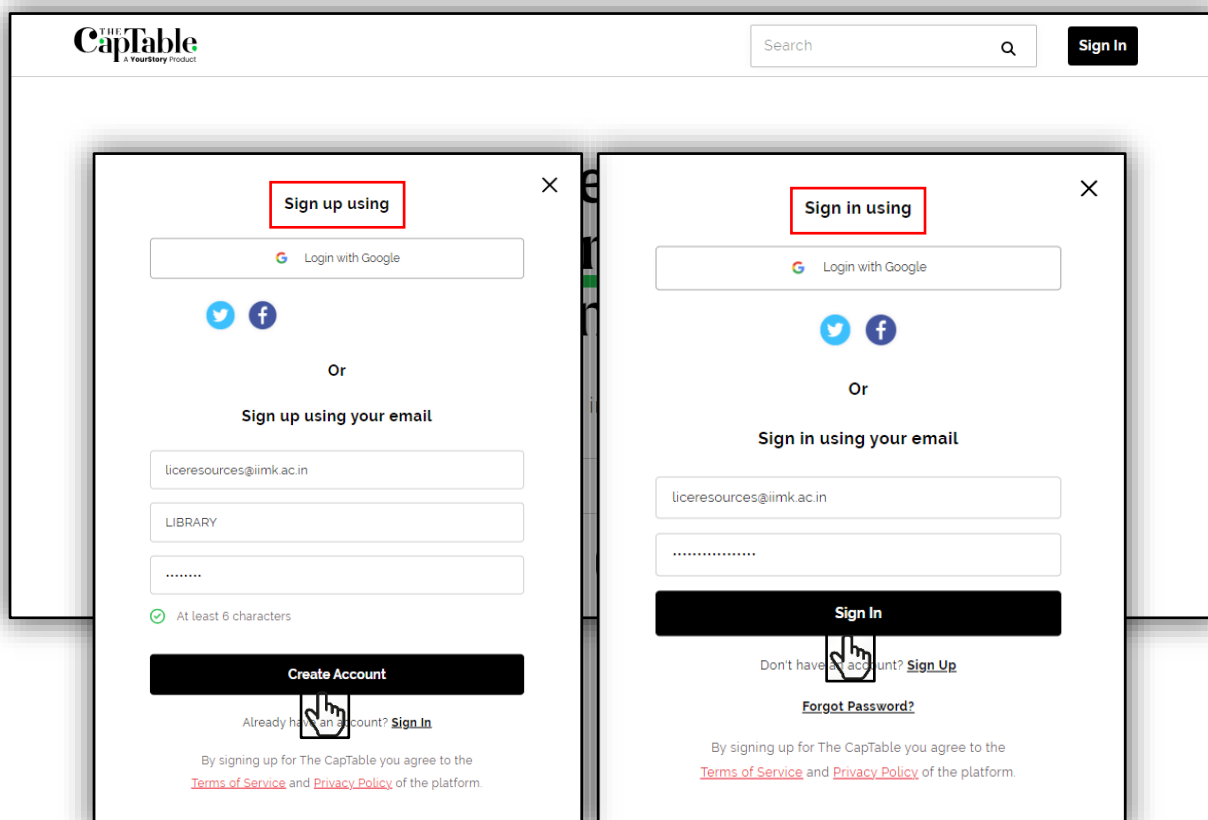 THE
CapTable
A YourStory Product
Search
Sign In
Sign up using
Login with Google
Or
Sign up using your email
liceresources@iimk.ac.in
LIBRARY
........
At least 6 characters
Create Account
Already have an account? Sign In
By signing up for The CapTable you agree to the
Terms of Service and Privacy Policy of the platform.
Sign in using
Login with Google
Or
Sign in using your email
liceresources@iimk.ac.in
.................
Sign In
Don't have an account? Sign Up
Forgot Password?
By signing up for The CapTable you agree to the
Terms of Service and Privacy Policy of the platform.